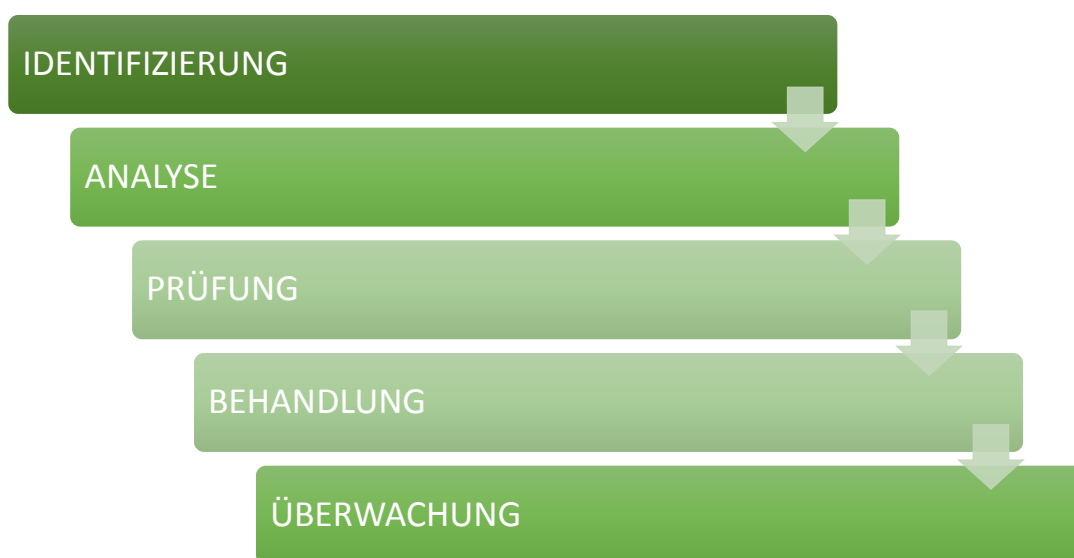 IDENTIFIZIERUNG
ANALYSE
PRÜFUNG
BEHANDLUNG
ÜBERWACHUNG